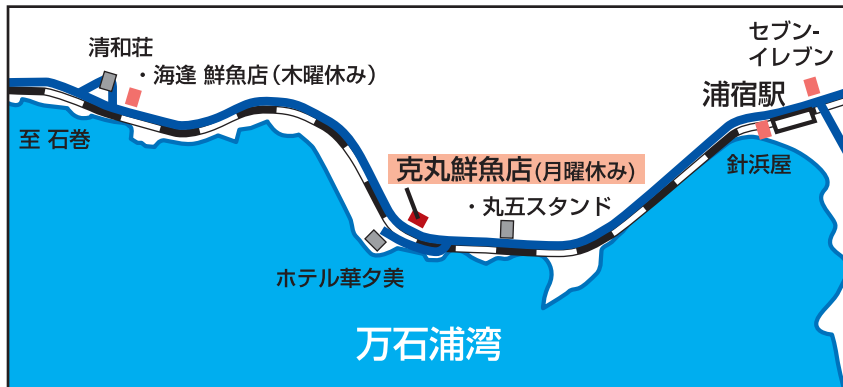 セブン-
イレブン
清和荘
・海逢 鮮魚店(木曜休み)
浦宿駅
至 石巻
克丸鮮魚店(月曜休み)
針浜屋
・丸五スタンド
ホテル華夕美
万石浦湾